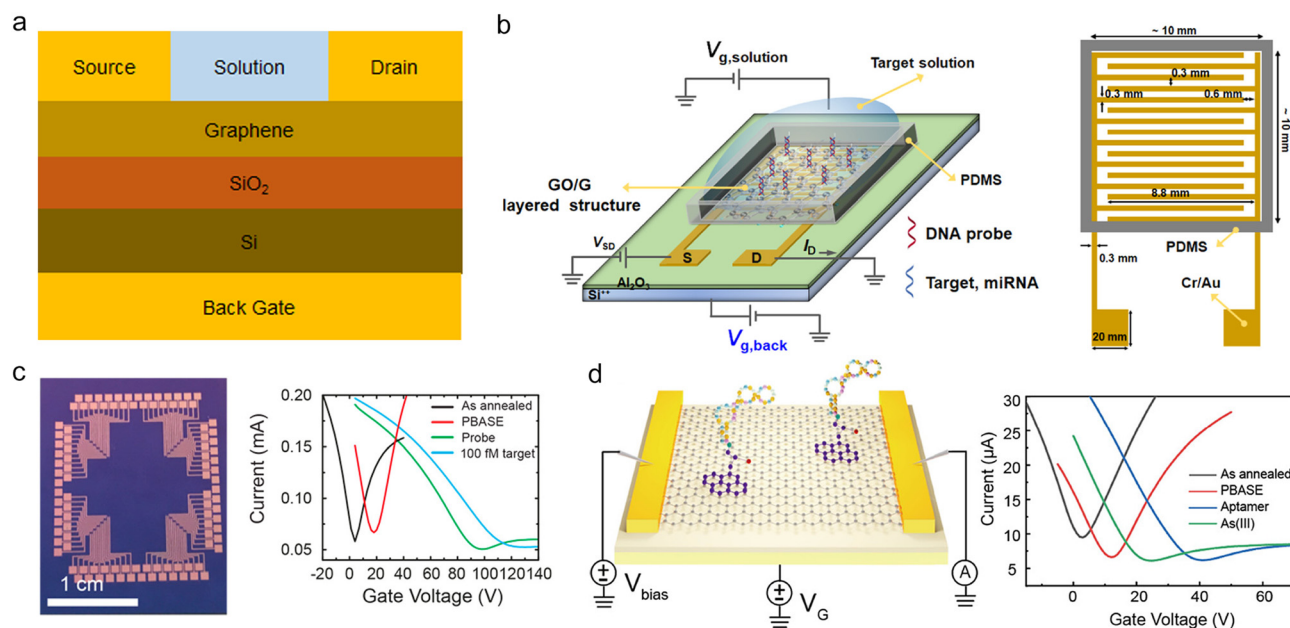 a
Source
Solution
Drain
Graphene
SiO₂
Si
Back Gate
b
Vg,solution
Target solution
GO/G
layered structure
PDMS
VSD
S
D
ID
DNA probe
Target, miRNA
Al₂O₃
Si⁺⁺
Vg,back
~ 10 mm
0.3 mm
0.3 mm
0.6 mm
~ 10 mm
8.8 mm
PDMS
0.3 mm
Cr/Au
20 mm
c
1 cm
Current (mA)
0.20
0.15
0.10
0.05
As annealed
PBASE
Probe
100 fM target
-20 0 20 40 60 80 100 120 140
Gate Voltage (V)
d
Vbias
VG
A
Current (μA)
30
25
20
15
10
5
As annealed
PBASE
Aptamer
As(III)
0 20 40 60
Gate Voltage (V)